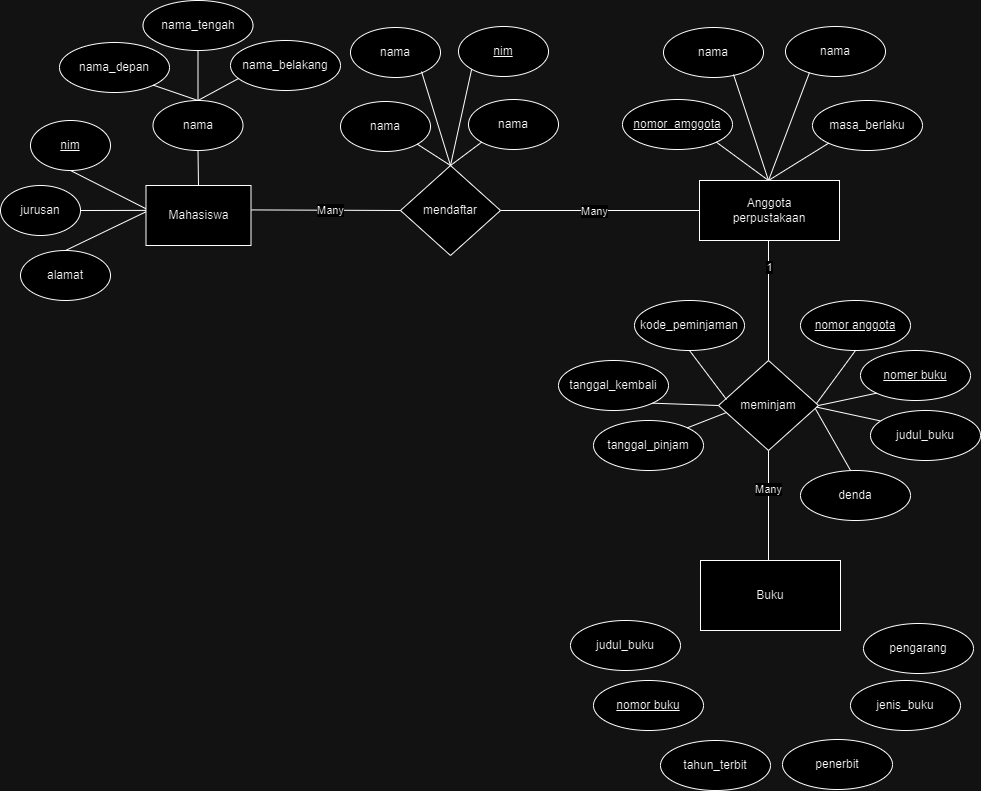 nama_tengah
nama_depan
nama_belakang
nama
nim
jurusan
alamat
Mahasiswa
Many
nama
nim
nama
nama
mendaftar
Many
nama
nama
nomor_amggota
masa_berlaku
Anggota
perpustakaan
1
kode_peminjaman
nomor anggota
tanggal_kembali
nomer buku
meminjam
tanggal_pinjam
judul_buku
denda
Many
Buku
judul_buku
pengarang
nomor buku
jenis_buku
tahun_terbit
penerbit